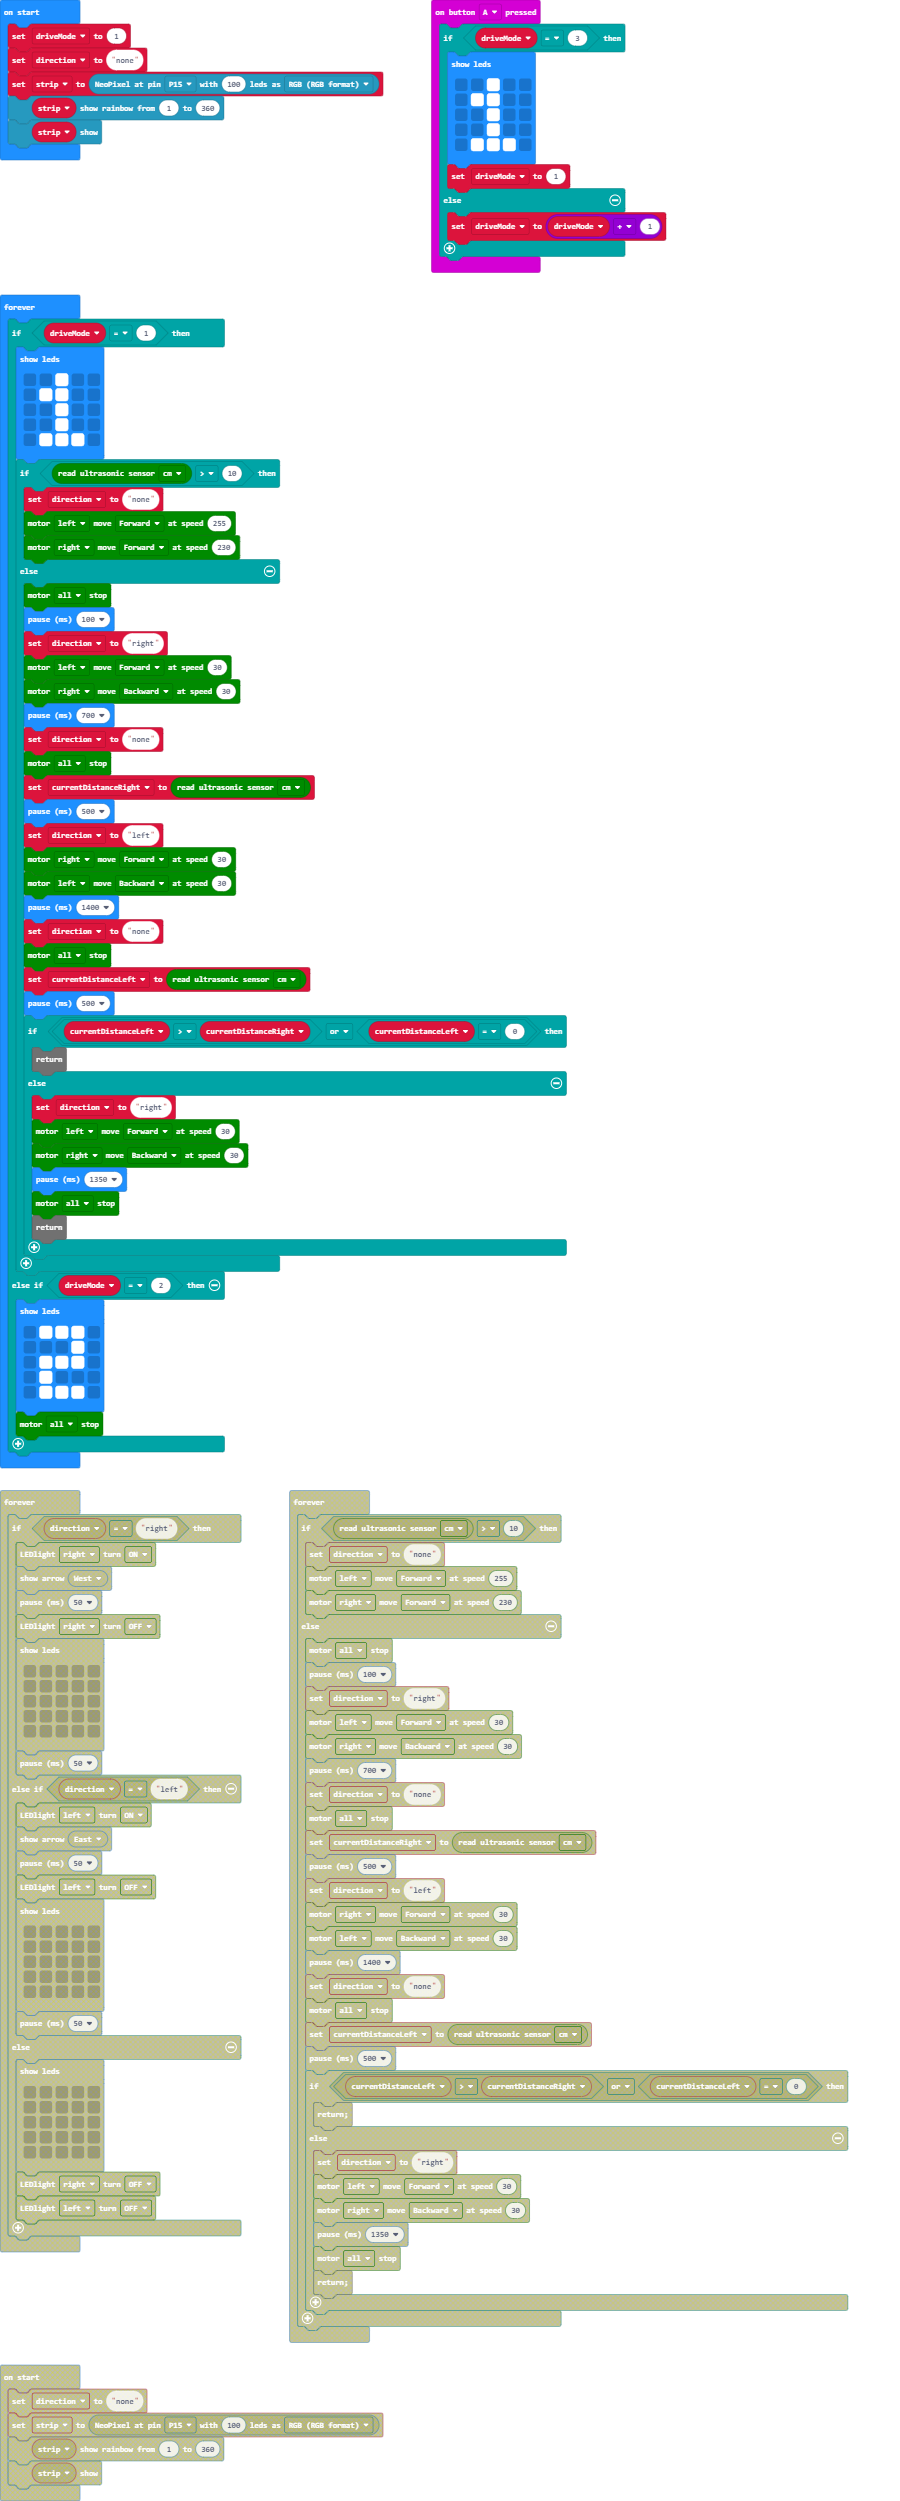 on start
set driveMode to 1
set direction to "none"
set strip to NeoPixel at pin P15 with 100 leds as RGB (RGB format)
strip show rainbow from 1 to 360
strip show
on button A pressed
if driveMode = 3 then
show leds
set driveMode to 1
else
set driveMode to driveMode + 1
forever
if driveMode = 1 then
show leds
if read ultrasonic sensor cm > 10 then
set direction to "none"
motor left move Forward at speed 255
motor right move Forward at speed 230
else
motor all stop
pause (ms) 100
set direction to "right"
motor left move Forward at speed 30
motor right move Backward at speed 30
pause (ms) 700
set direction to "none"
motor all stop
set currentDistanceRight to read ultrasonic sensor cm
pause (ms) 500
set direction to "left"
motor right move Forward at speed 30
motor left move Backward at speed 30
pause (ms) 1400
set direction to "none"
motor all stop
set currentDistanceLeft to read ultrasonic sensor cm
pause (ms) 500
if currentDistanceLeft > currentDistanceRight or currentDistanceLeft = 0 then
return
else
set direction to "right"
motor left move Forward at speed 30
motor right move Backward at speed 30
pause (ms) 1350
motor all stop
return
else if driveMode = 2 then
show leds
motor all stop
forever
if direction = "right" then
LEDlight right turn ON
show arrow West
pause (ms) 50
LEDlight right turn OFF
show leds
pause (ms) 50
else if direction = "left" then
LEDlight left turn ON
show arrow East
pause (ms) 50
LEDlight left turn OFF
show leds
pause (ms) 50
else
show leds
LEDlight right turn OFF
LEDlight left turn OFF
forever
if read ultrasonic sensor cm > 10 then
set direction to "none"
motor left move Forward at speed 255
motor right move Forward at speed 230
else
motor all stop
pause (ms) 100
set direction to "right"
motor left move Forward at speed 30
motor right move Backward at speed 30
pause (ms) 700
set direction to "none"
motor all stop
set currentDistanceRight to read ultrasonic sensor cm
pause (ms) 500
set direction to "left"
motor right move Forward at speed 30
motor left move Backward at speed 30
pause (ms) 1400
set direction to "none"
motor all stop
set currentDistanceLeft to read ultrasonic sensor cm
pause (ms) 500
if currentDistanceLeft > currentDistanceRight or currentDistanceLeft = 0 then
return;
else
set direction to "right"
motor left move Forward at speed 30
motor right move Backward at speed 30
pause (ms) 1350
motor all stop
return;
on start
set direction to "none"
set strip to NeoPixel at pin P15 with 100 leds as RGB (RGB format)
strip show rainbow from 1 to 360
strip show